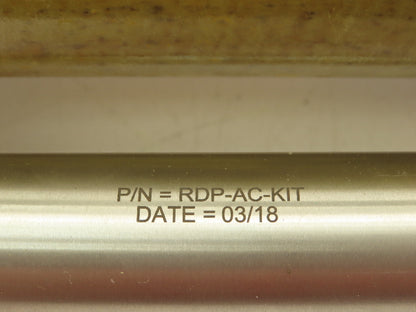 P/N = RDP-AC-KIT
DATE = 03/18